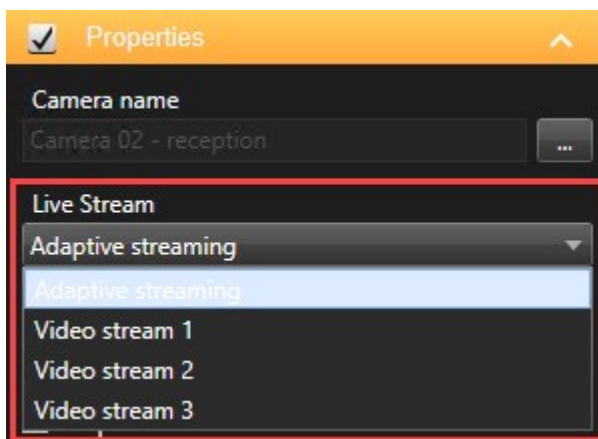 Properties
Camera name
Camera 02 - reception
...
Live Stream
Adaptive streaming
Adaptive streaming
Video stream 1
Video stream 2
Video stream 3